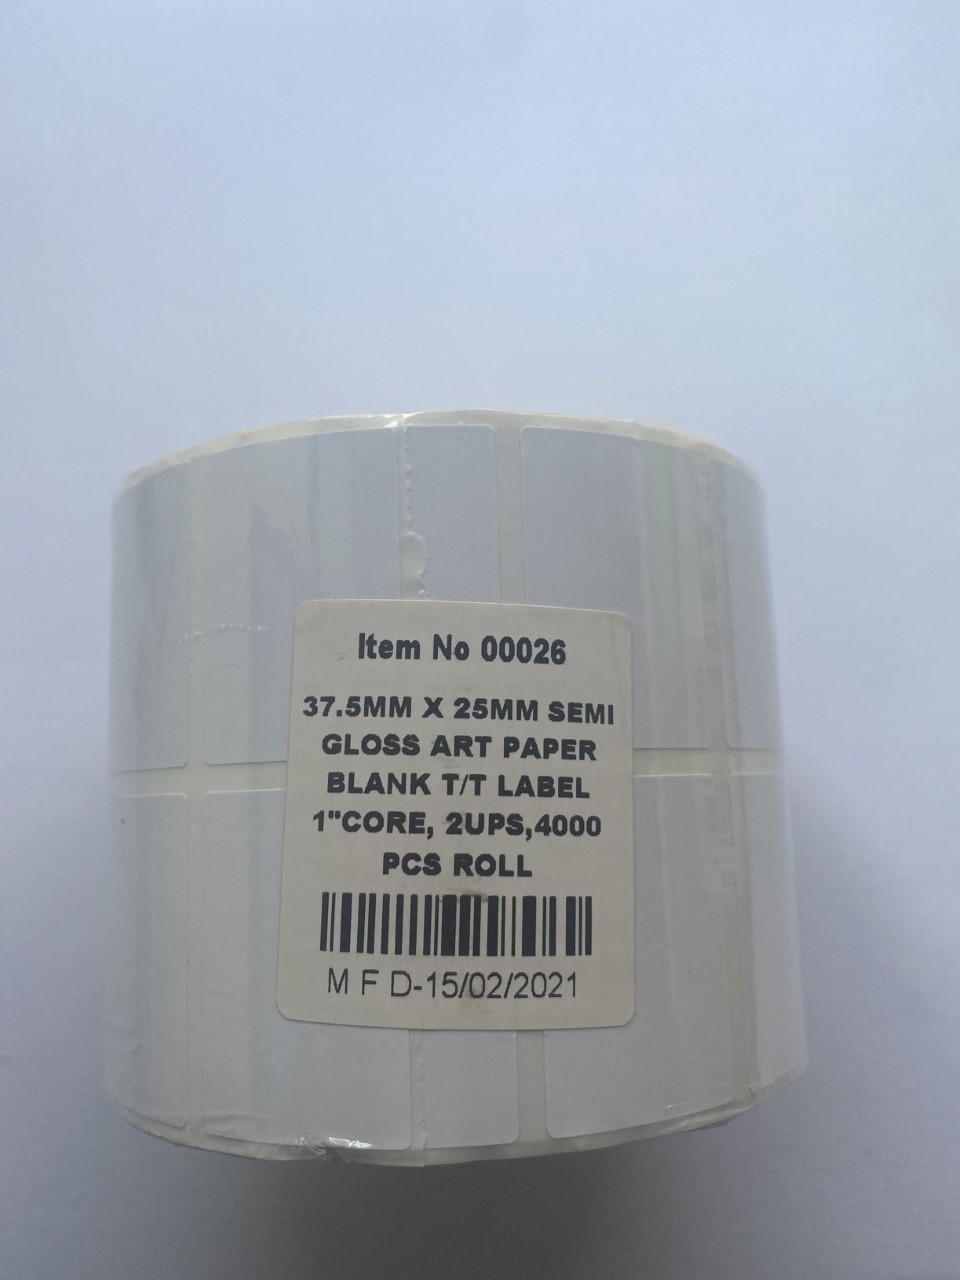 Item No 00026
37.5MM X 25MM SEMI
GLOSS ART PAPER
BLANK T/T LABEL
1"CORE, 2UPS,4000
PCS ROLL
M F D-15/02/2021